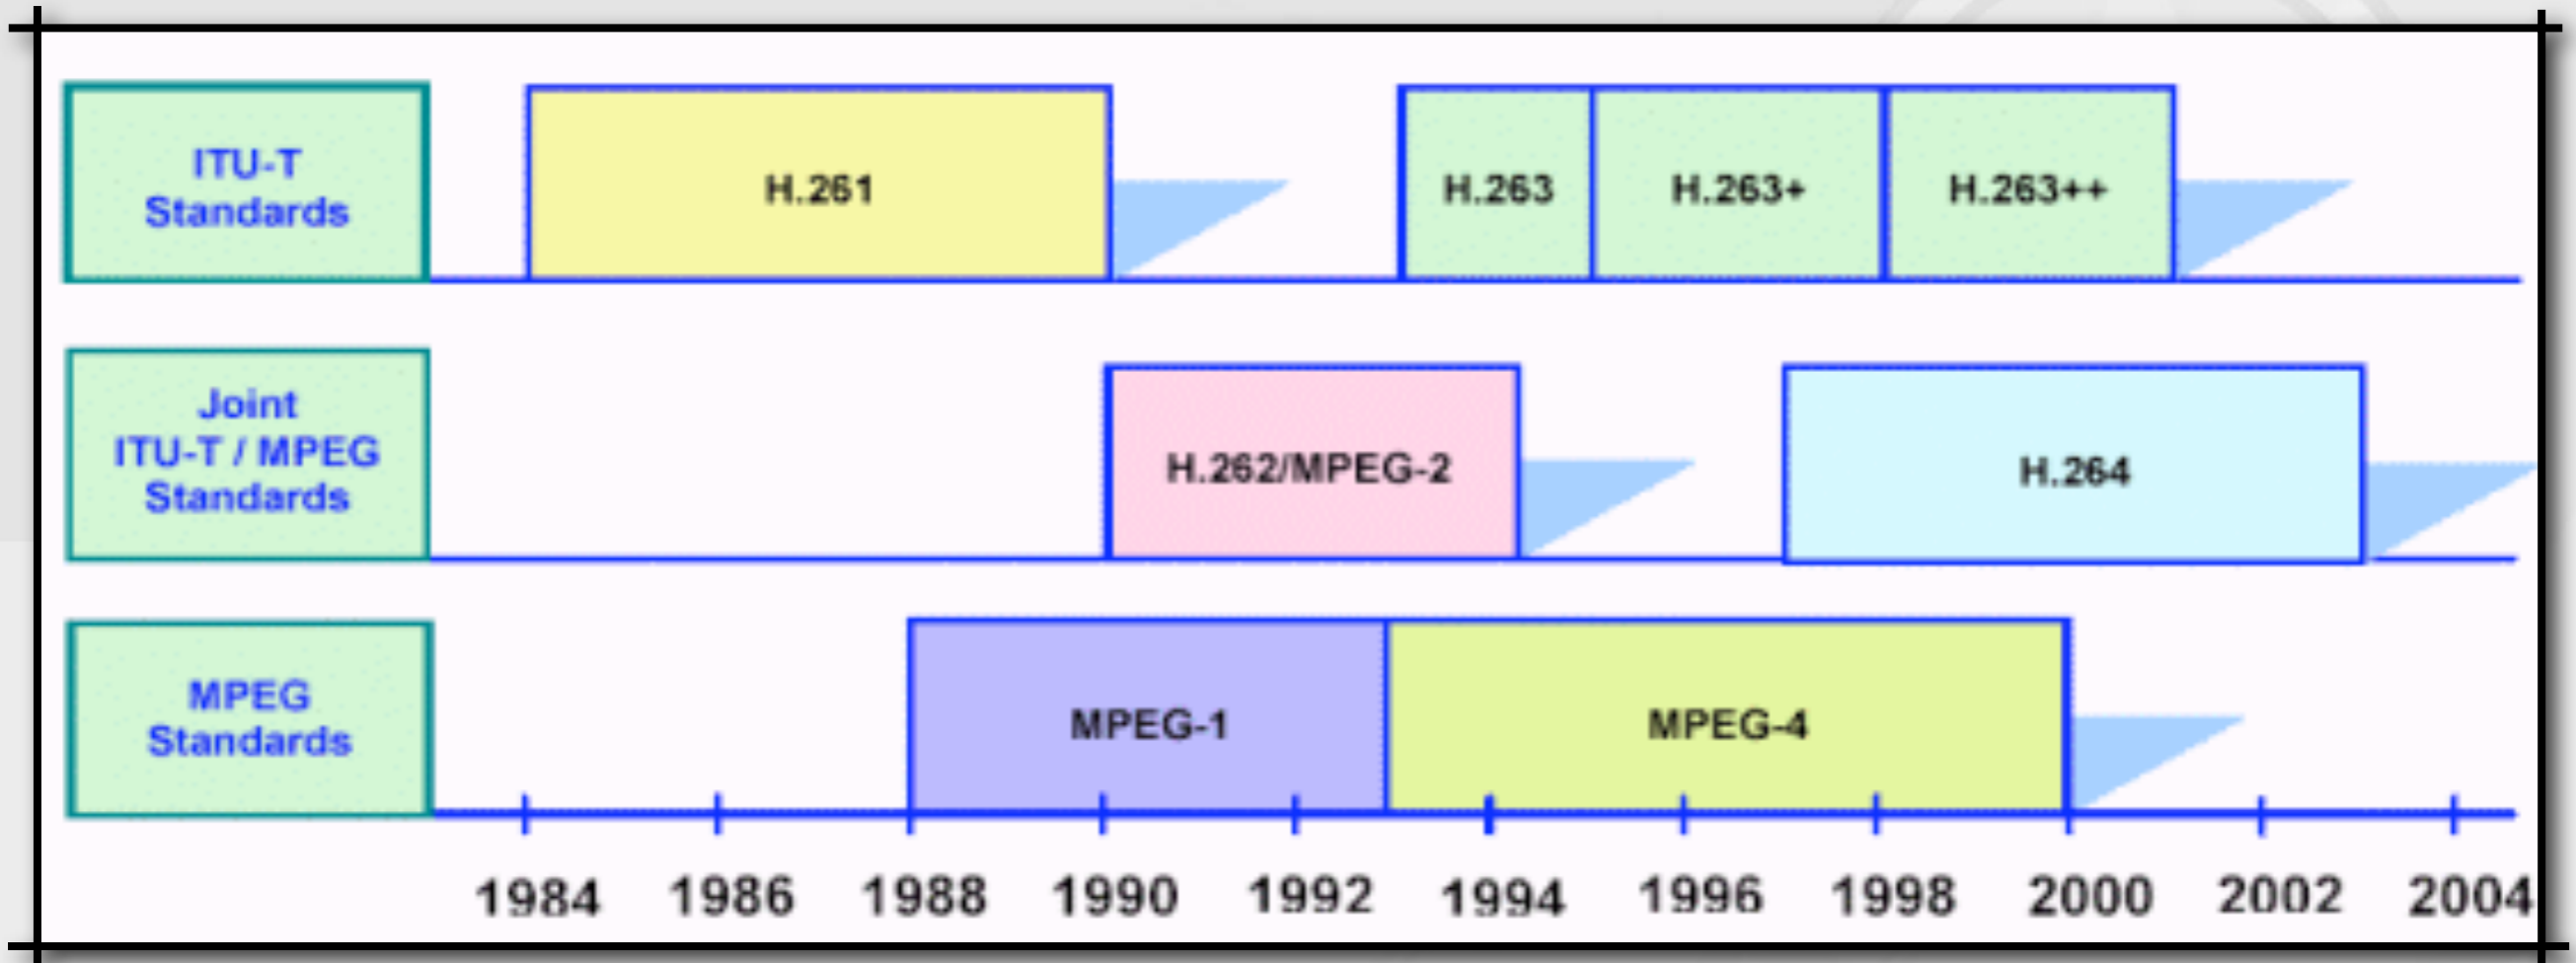 ITU-T
Standards
H.261
H.263
H.263+
H.263++
Joint
ITU-T / MPEG
Standards
H.262/MPEG-2
H.264
MPEG
Standards
MPEG-1
MPEG-4
1984 1986 1988 1990 1992 1994 1996 1998 2000 2002 2004